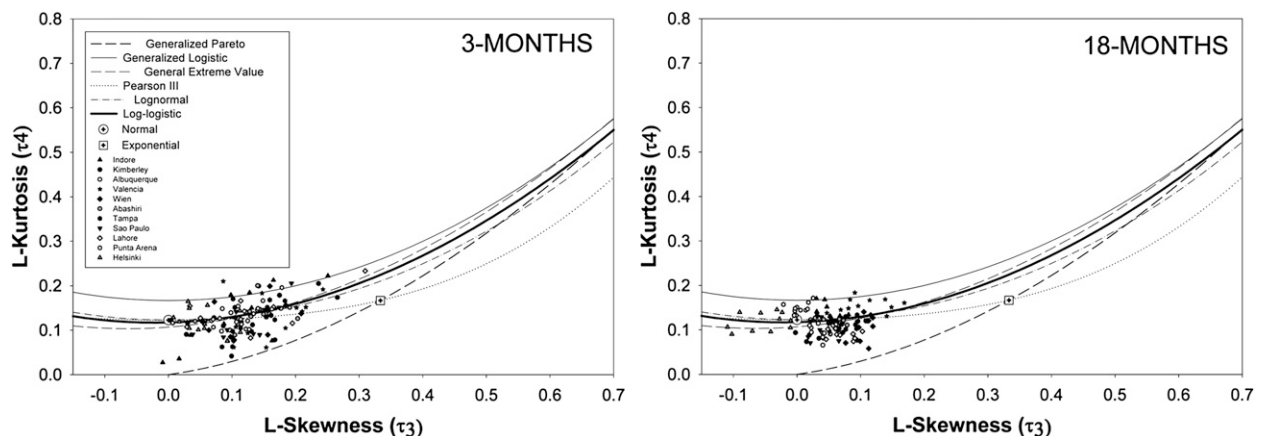 0.8
0.7
0.6
0.5
0.4
0.3
0.2
0.1
0.0
L-Kurtosis (τ4)
3-MONTHS
Generalized Pareto
Generalized Logistic
General Extreme Value
Pearson III
Lognormal
Log-logistic
Normal
Exponential
Indore
Kimberley
Albuquerque
Valencia
Wien
Abashiri
Tampa
Sao Paulo
Lahore
Punta Arena
Helsinki
-0.1 0.0 0.1 0.2 0.3 0.4 0.5 0.6 0.7
L-Skewness (τ3)
0.8
0.7
0.6
0.5
0.4
0.3
0.2
0.1
0.0
L-Kurtosis (τ4)
18-MONTHS
-0.1 0.0 0.1 0.2 0.3 0.4 0.5 0.6 0.7
L-Skewness (τ3)